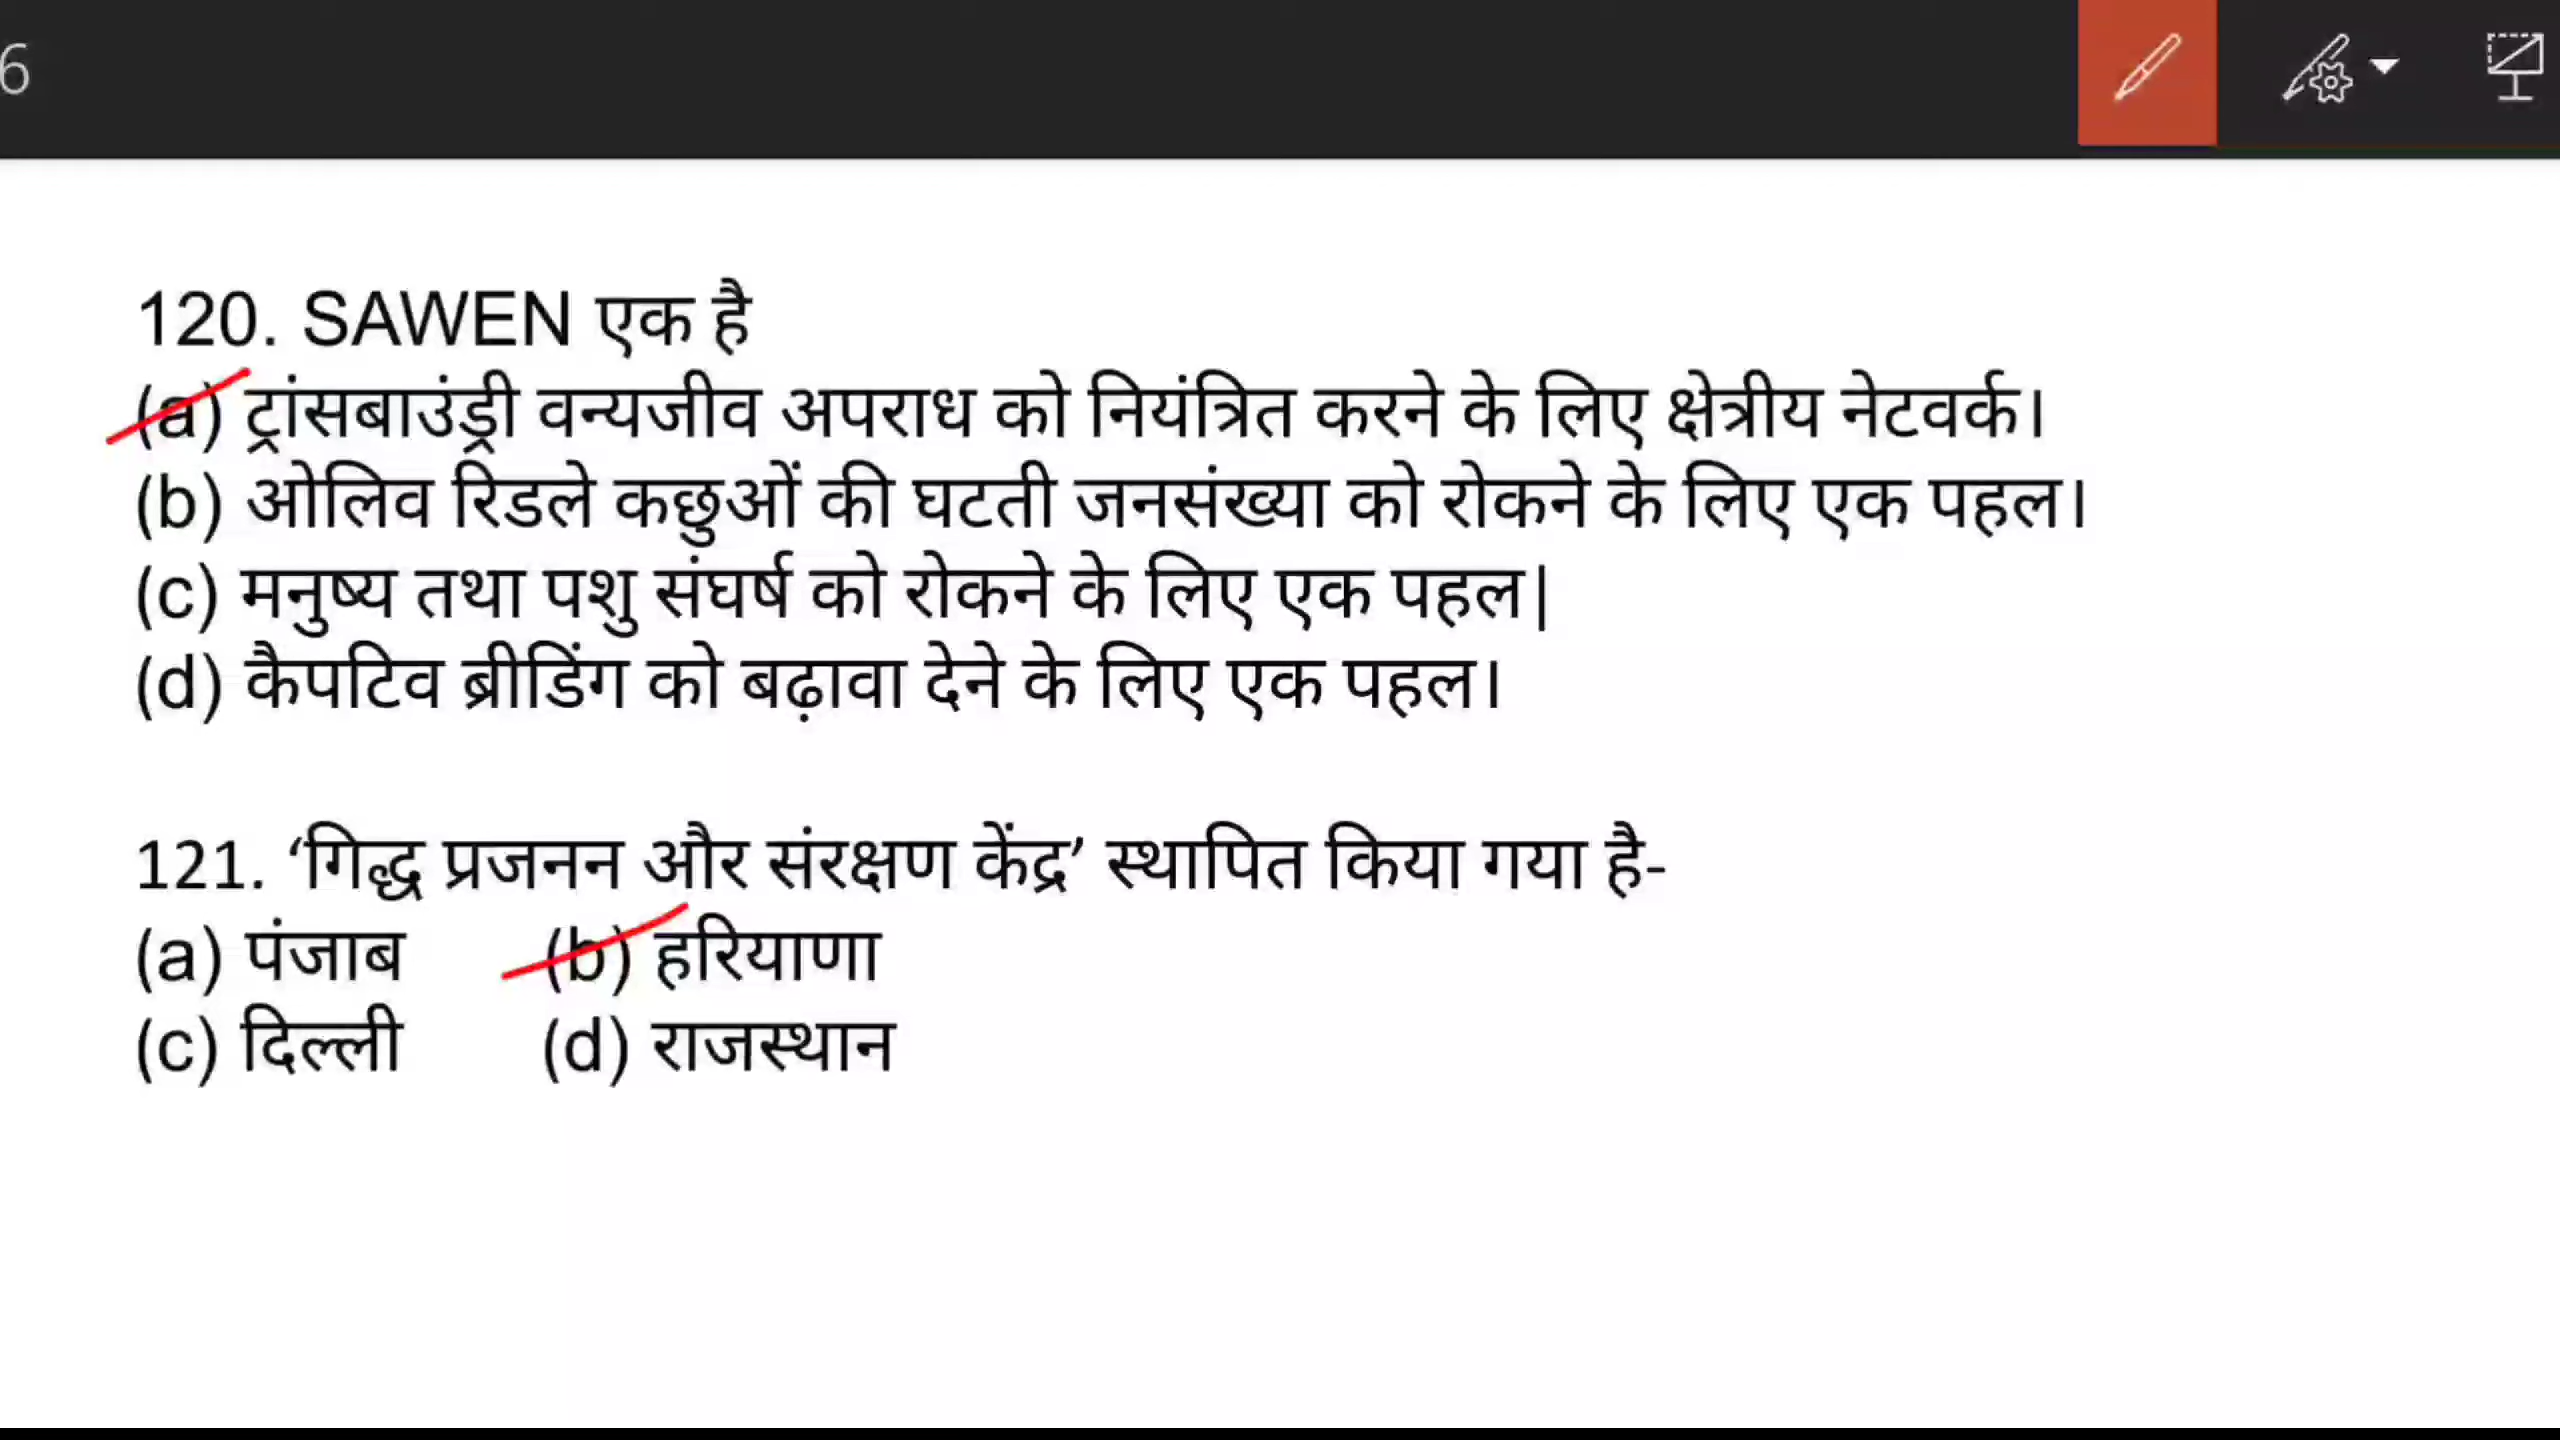 6
120. SAWEN एक है
(a) ट्रांसबाउंड्री वन्यजीव अपराध को नियंत्रित करने के लिए क्षेत्रीय नेटवर्क।
(b) ओलिव रिडले कछुओं की घटती जनसंख्या को रोकने के लिए एक पहल।
(c) मनुष्य तथा पशु संघर्ष को रोकने के लिए एक पहल|
(d) कैपटिव ब्रीडिंग को बढ़ावा देने के लिए एक पहल।
121. ‘गिद्ध प्रजनन और संरक्षण केंद्र’ स्थापित किया गया है-
(a) पंजाब (b) हरियाणा
(c) दिल्ली (d) राजस्थान